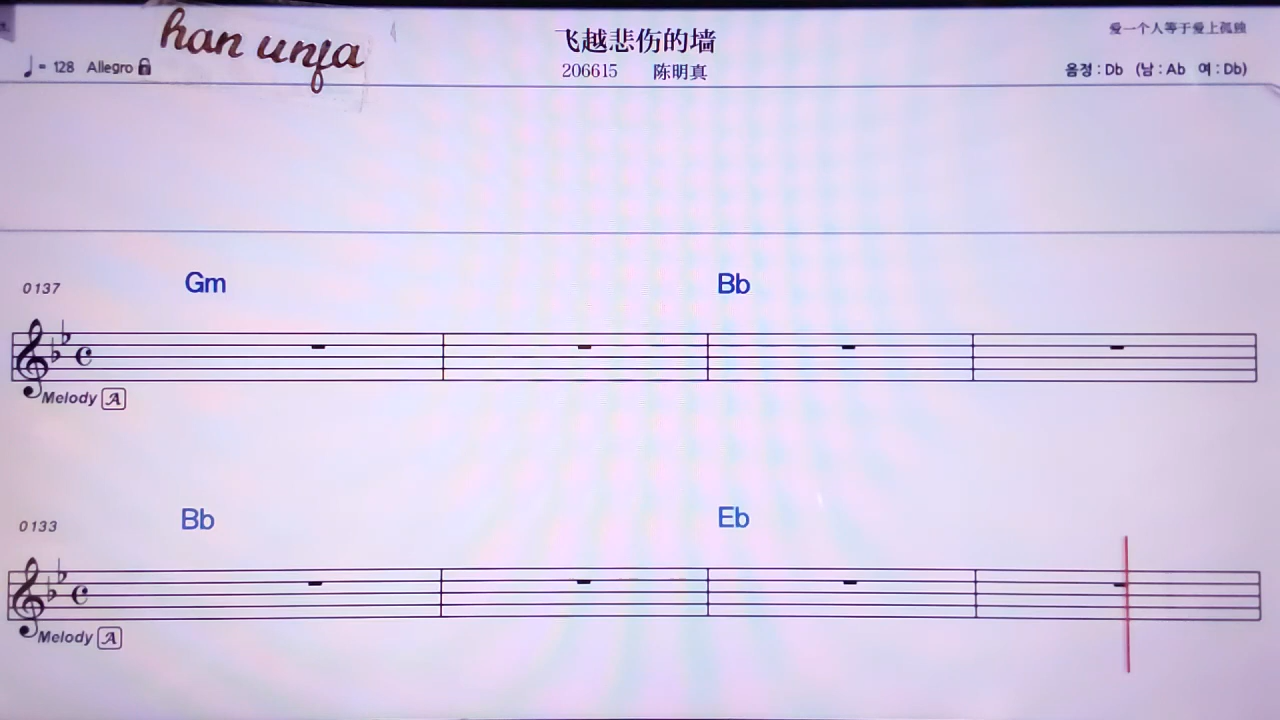 han unfa
飞越悲伤的墙
爱一个人等于爱上孤独
♩= 128 Allegro
206615 陈明真
음정 : Db (남 : Ab 여 : Db)
0137 Gm Bb
Melody A
0133 Bb Eb
Melody A